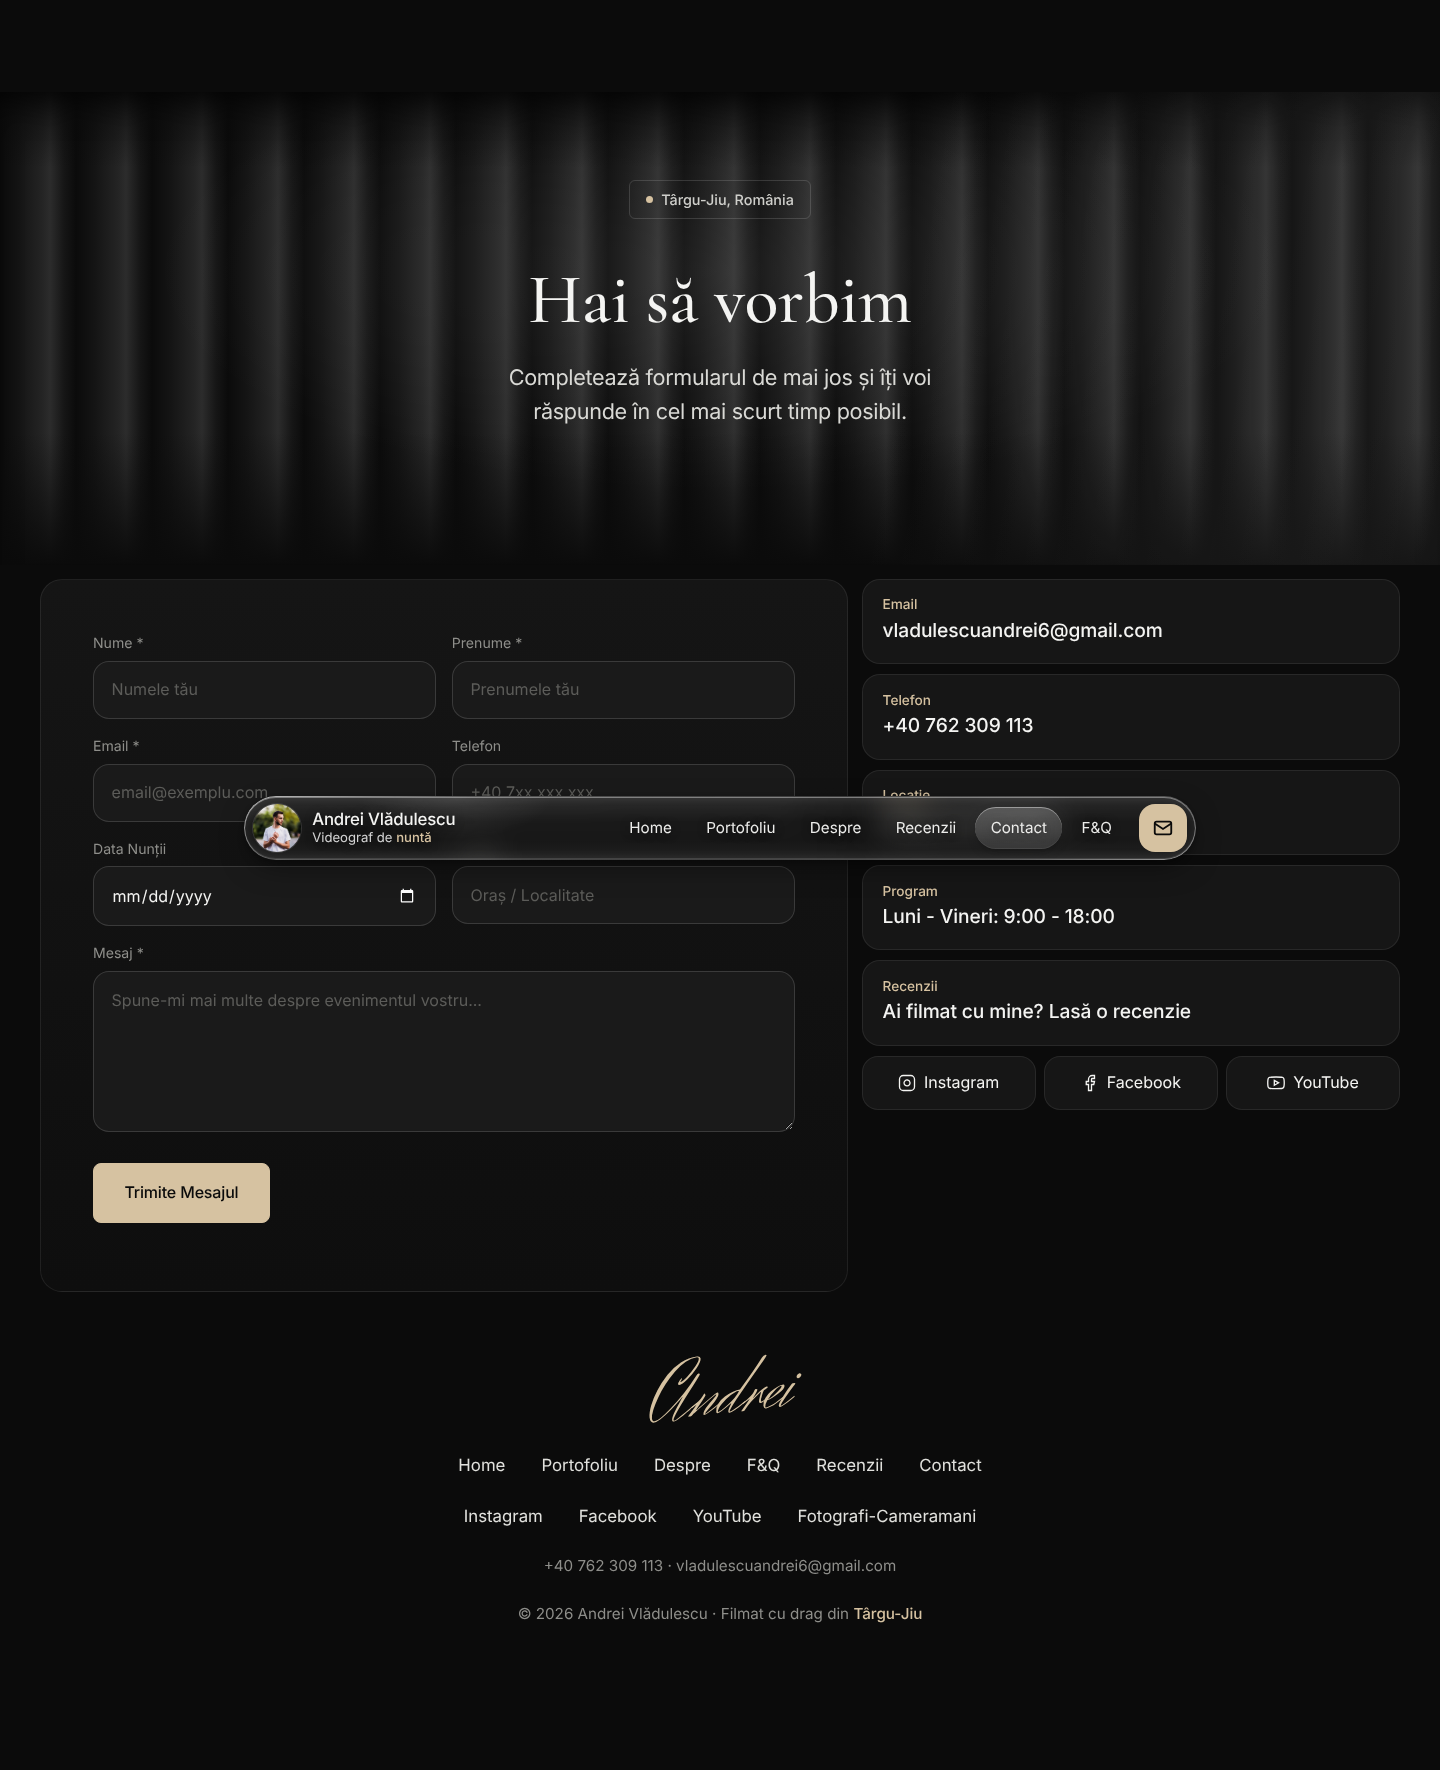 Târgu-Jiu, România
Hai să vorbim
Completează formularul de mai jos și îți voi
răspunde în cel mai scurt timp posibil.
Nume *
Prenume *
Numele tău
Prenumele tău
Email *
Telefon
email@exemplu.com
+40 7xx xxx xxx
Data Nunții
mm/dd/yyyy
Oraș / Localitate
Mesaj *
Spune-mi mai multe despre evenimentul vostru...
Trimite Mesajul
Email
vladulescuandrei6@gmail.com
Telefon
+40 762 309 113
Locație
Program
Luni - Vineri: 9:00 - 18:00
Recenzii
Ai filmat cu mine? Lasă o recenzie
Instagram
Facebook
YouTube
Andrei Vlădulescu
Videograf de nuntă
Home
Portofoliu
Despre
Recenzii
Contact
F&Q
Andrei
Home Portofoliu Despre F&Q Recenzii Contact
Instagram Facebook YouTube Fotografi-Cameramani
+40 762 309 113 · vladulescuandrei6@gmail.com
© 2026 Andrei Vlădulescu · Filmat cu drag din Târgu-Jiu